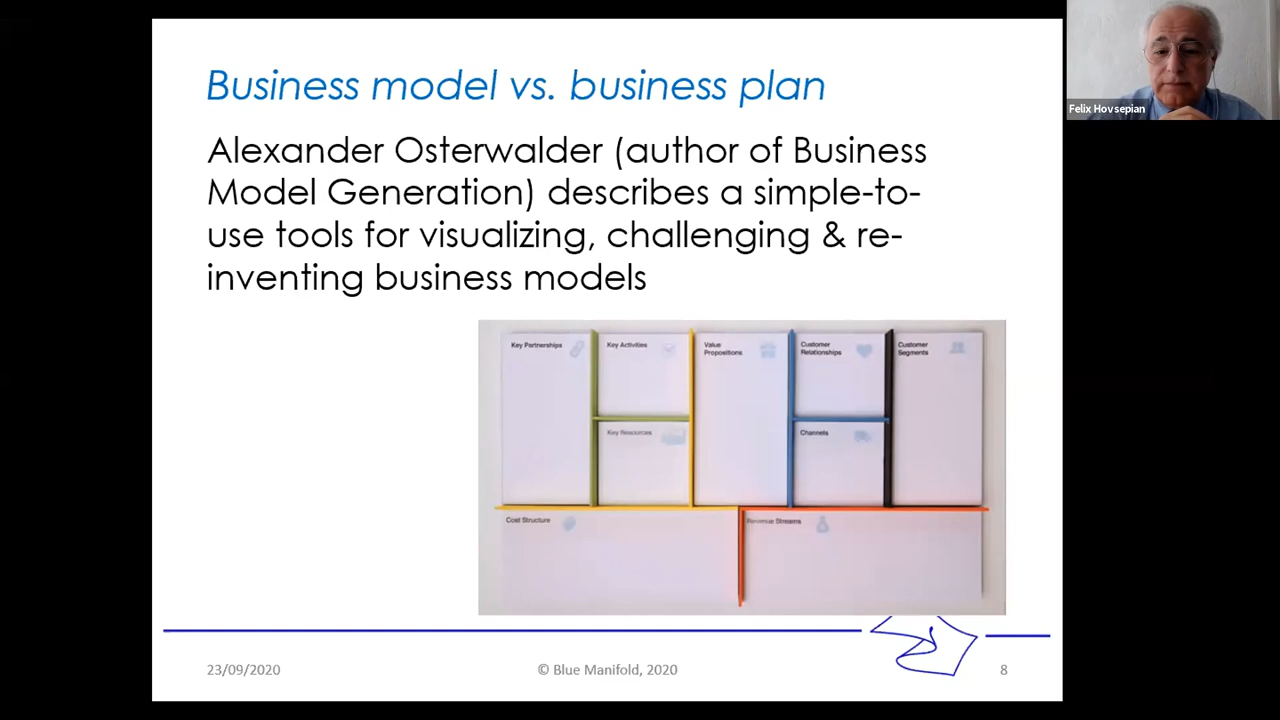 Business model vs. business plan
Alexander Osterwalder (author of Business
Model Generation) describes a simple-to-
use tools for visualizing, challenging & re-
inventing business models
Key Partnerships
Key Activities
Value
Propositions
Customer
Relationships
Customer
Segments
Key Resources
Channels
Cost Structure
Revenue Streams
23/09/2020
© Blue Manifold, 2020
8
Felix Hovsepian